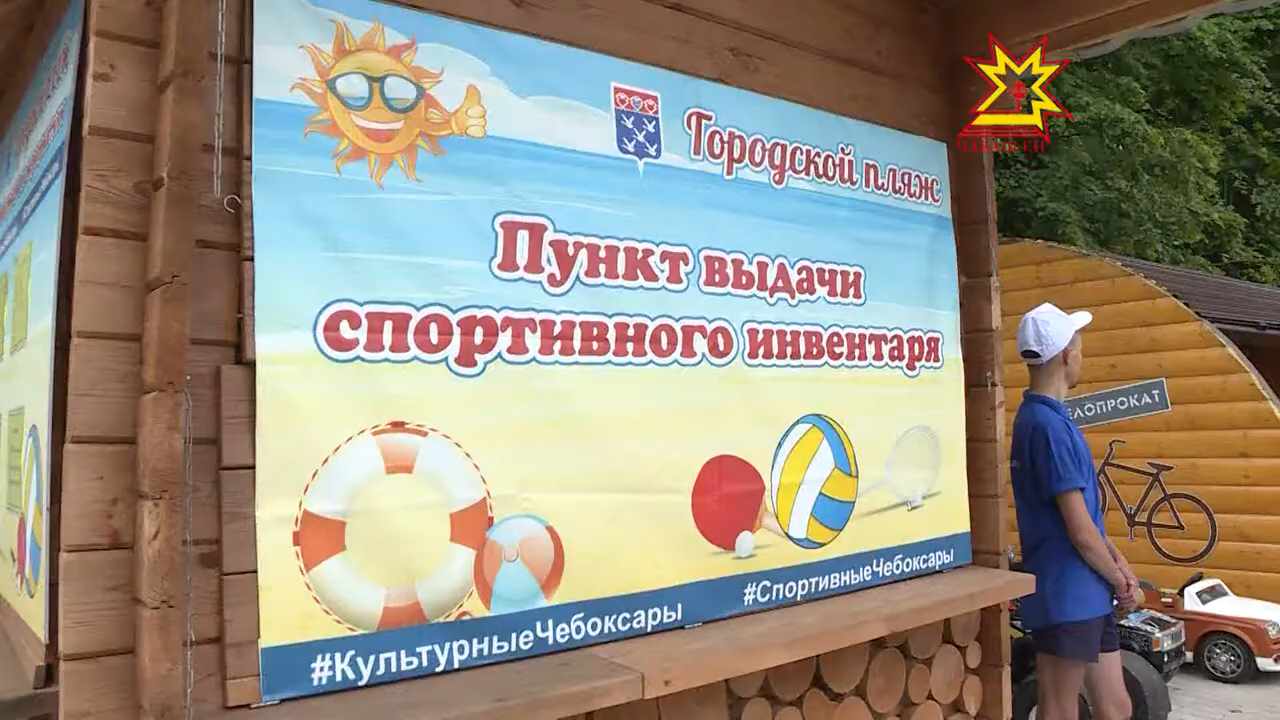 Городской пляж
Пункт выдачи
спортивного инвентаря
#КультурныеЧебоксары
#СпортивныеЧебоксары
ЕЛОПРОКАТ